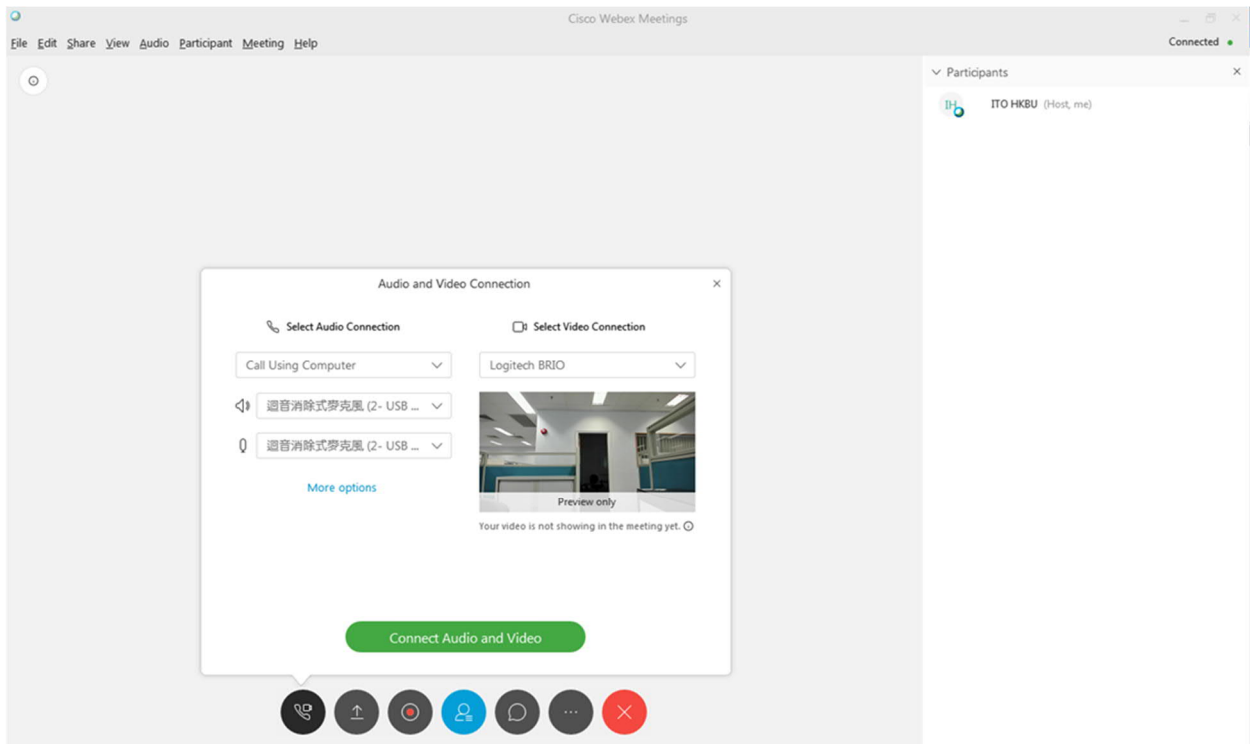 Cisco Webex Meetings
File Edit Share View Audio Participant Meeting Help
Connected
Participants
IH
ITO HKBU (Host, me)
Audio and Video Connection
Select Audio Connection
Select Video Connection
Call Using Computer
Logitech BRIO
迴音消除式麥克風 (2- USB ...
迴音消除式麥克風 (2- USB ...
More options
Preview only
Your video is not showing in the meeting yet.
Connect Audio and Video